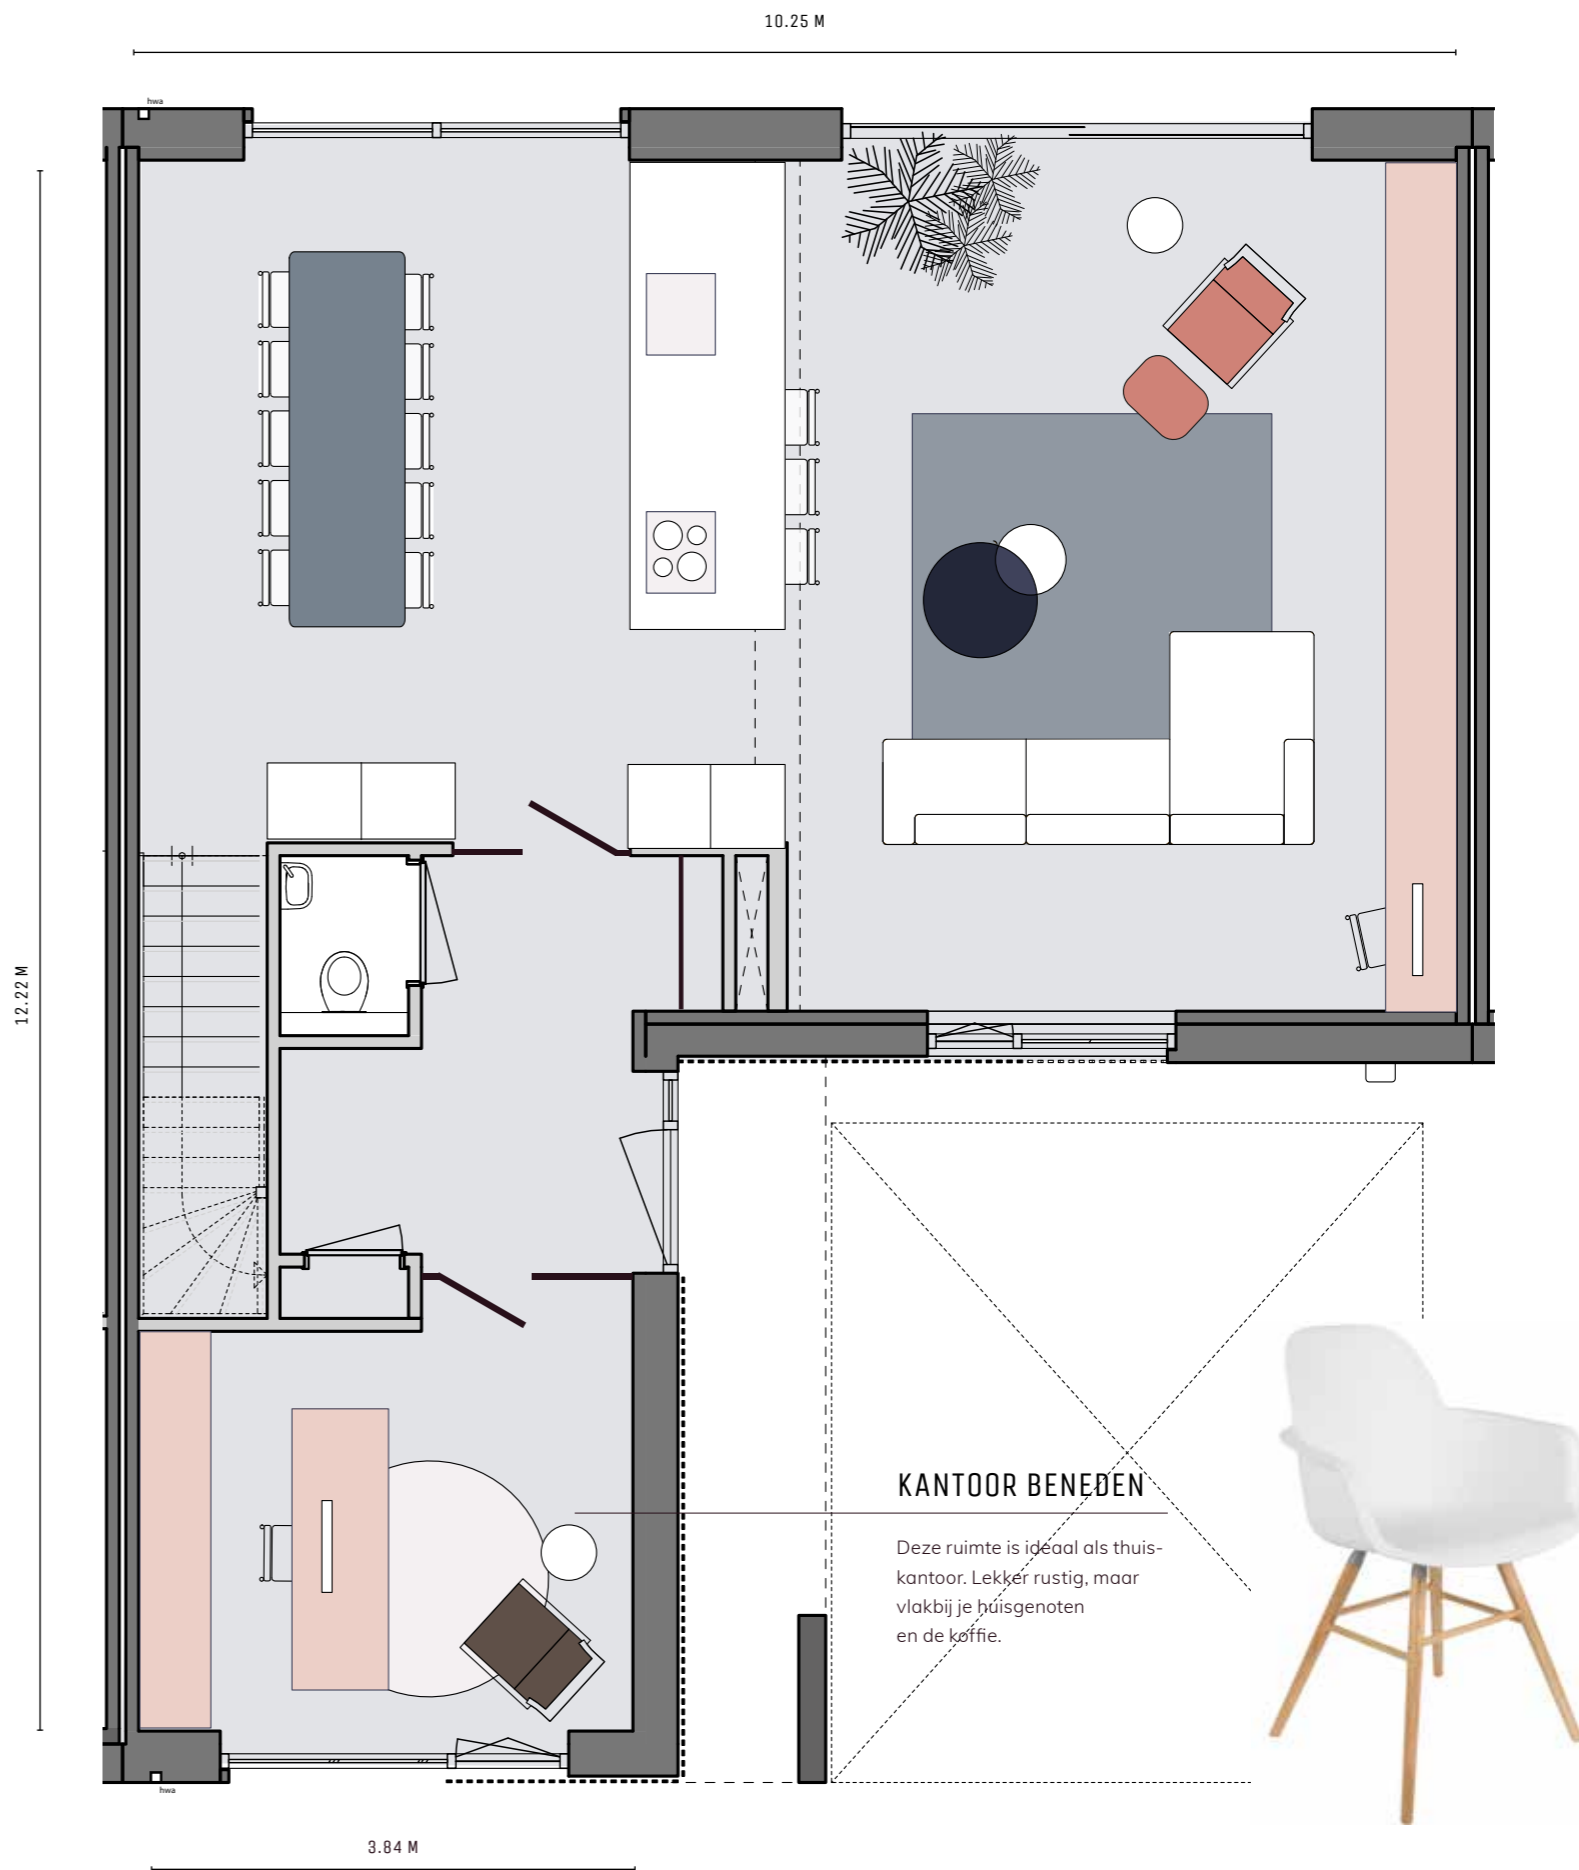 10.25 M
hwa
12.22 M
KANTOOR BENEDEN
Deze ruimte is ideaal als thuis-
kantoor. Lekker rustig, maar
vlakbij je huisgenoten
en de koffie.
hwa
3.84 M